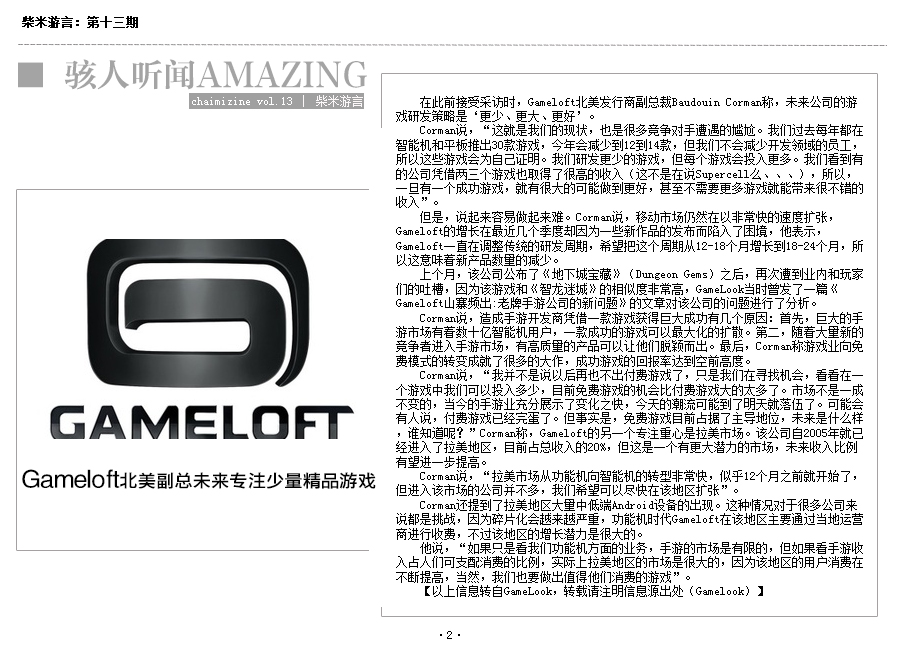 柴米游言：第十三期
骇人听闻AMAZING
chaimizine vol.13 | 柴米游言
GAMELOFT
Gameloft北美副总未来专注少量精品游戏
在此前接受采访时，Gameloft北美发行商副总裁Baudouin Corman称，未来公司的游
戏研发策略是‘更少、更大、更好’。
Corman说，“这就是我们的现状，也是很多竞争对手遭遇的尴尬。我们过去每年都在
智能机和平板推出30款游戏，今年会减少到12到14款，但我们不会减少开发领域的员工，
所以这些游戏会为自己证明。我们研发更少的游戏，但每个游戏会投入更多。我们看到有
的公司凭借两三个游戏也取得了很高的收入（这不是在说Supercell么、、、），所以，
一旦有一个成功游戏，就有很大的可能做到更好，甚至不需要更多游戏就能带来很不错的
收入”。
但是，说起来容易做起来难。Corman说，移动市场仍然在以非常快的速度扩张，
Gameloft的增长在最近几个季度却因为一些新作品的发布而陷入了困境，他表示，
Gameloft一直在调整传统的研发周期，希望把这个周期从12-18个月增长到18-24个月，所
以这意味着新产品数量的减少。
上个月，该公司公布了《地下城宝藏》（Dungeon Gems）之后，再次遭到业内和玩家
们的吐槽，因为该游戏和《智龙迷城》的相似度非常高，GameLook当时曾发了一篇《
Gameloft山寨频出:老牌手游公司的新问题》的文章对该公司的问题进行了分析。
Corman说，造成手游开发商凭借一款游戏获得巨大成功有几个原因：首先，巨大的手
游市场有着数十亿智能机用户，一款成功的游戏可以最大化的扩散。第二，随着大量新的
竞争者进入手游市场，有高质量的产品可以让他们脱颖而出。最后，Corman称游戏业向免
费模式的转变成就了很多的大作，成功游戏的回报率达到空前高度。
Corman说，“我并不是说以后再也不出付费游戏了，只是我们在寻找机会，看看在一
个游戏中我们可以投入多少，目前免费游戏的机会比付费游戏大的太多了。市场不是一成
不变的，当今的手游业充分展示了变化之快，今天的潮流可能到了明天就落伍了。可能会
有人说，付费游戏已经完蛋了。但事实是，免费游戏目前占据了主导地位，未来是什么样
，谁知道呢？”Corman称，Gameloft的另一个专注重心是拉美市场。该公司自2005年就已
经进入了拉美地区，目前占总收入的20%，但这是一个有更大潜力的市场，未来收入比例
有望进一步提高。
Corman说，“拉美市场从功能机向智能机的转型非常快，似乎12个月之前就开始了，
但进入该市场的公司并不多，我们希望可以尽快在该地区扩张”。
Corman还提到了拉美地区大量中低端Android设备的出现。这种情况对于很多公司来
说都是挑战，因为碎片化会越来越严重，功能机时代Gameloft在该地区主要通过当地运营
商进行收费，不过该地区的增长潜力是很大的。
他说，“如果只是看我们功能机方面的业务，手游的市场是有限的，但如果看手游收
入占人们可支配消费的比例，实际上拉美地区的市场是很大的，因为该地区的用户消费在
不断提高，当然，我们也要做出值得他们消费的游戏”。
【以上信息转自GameLook，转载请注明信息源出处（Gamelook）】
·2·